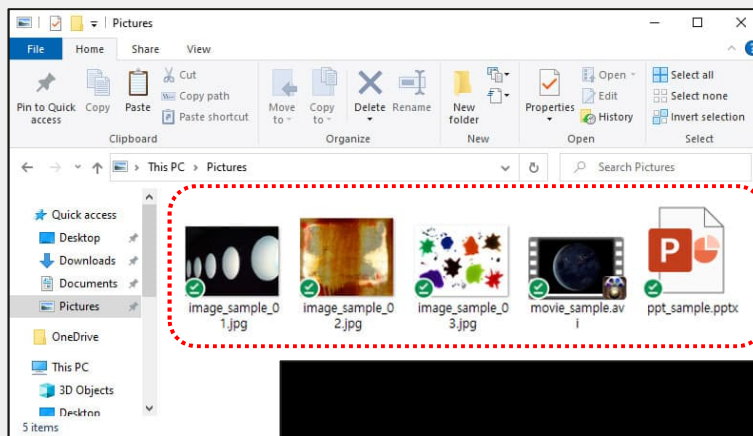 Pictures
File Home Share View
Pin to Quick access
Copy
Paste
Cut
Copy path
Paste shortcut
Move to
Copy to
Delete
Rename
New folder
Properties
Open
Edit
History
Select all
Select none
Invert selection
Clipboard
Organize
New
Open
Select
This PC > Pictures
Search Pictures
Quick access
Desktop
Downloads
Documents
Pictures
OneDrive
This PC
3D Objects
Desktop
image_sample_0
1.jpg
image_sample_0
2.jpg
image_sample_0
3.jpg
movie_sample.av
i
P
ppt_sample.pptx
5 items